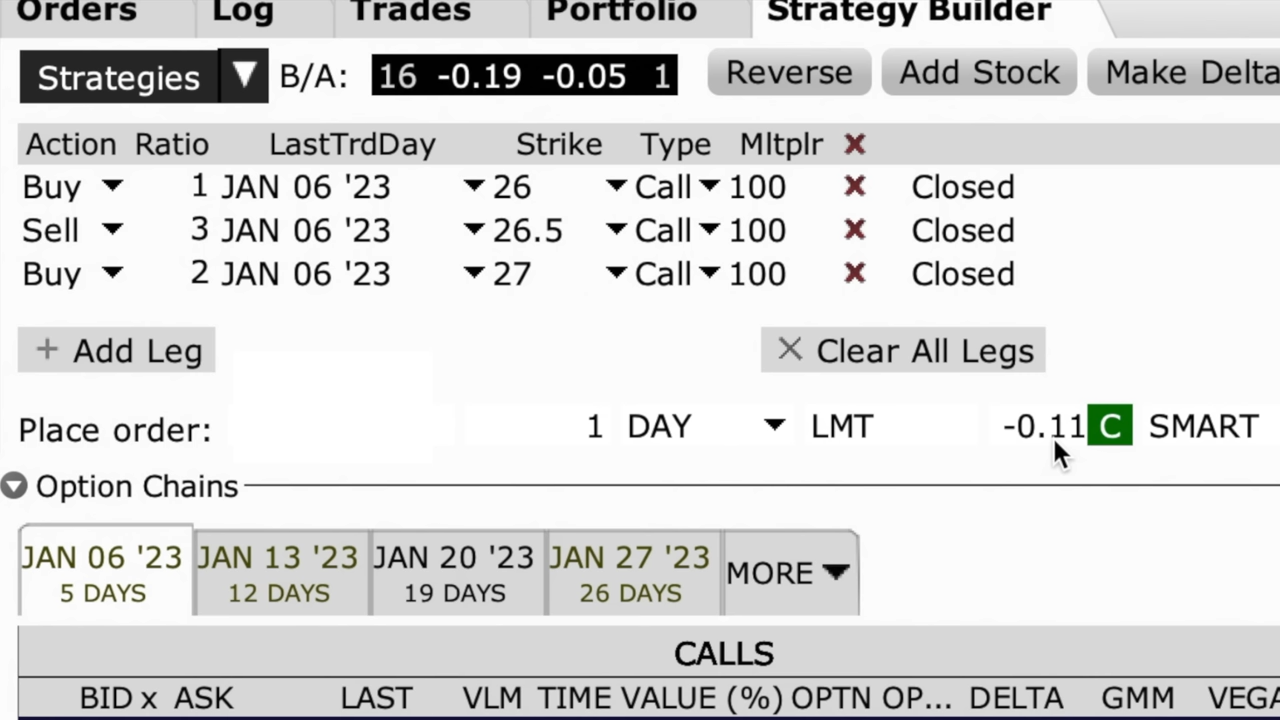 Orders Log Trades Portfolio Strategy Builder
Strategies B/A: 16 -0.19 -0.05 1 Reverse Add Stock Make Delta
Action Ratio LastTrdDay Strike Type Mltplr
Buy 1 JAN 06 '23 26 Call 100 Closed
Sell 3 JAN 06 '23 26.5 Call 100 Closed
Buy 2 JAN 06 '23 27 Call 100 Closed
+ Add Leg Clear All Legs
Place order: 1 DAY LMT -0.11 C SMART
Option Chains
JAN 06 '23 JAN 13 '23 JAN 20 '23 JAN 27 '23 MORE
5 DAYS 12 DAYS 19 DAYS 26 DAYS
CALLS
BID x ASK LAST VLM TIME VALUE (%) OPTN OP... DELTA GMM VEGA